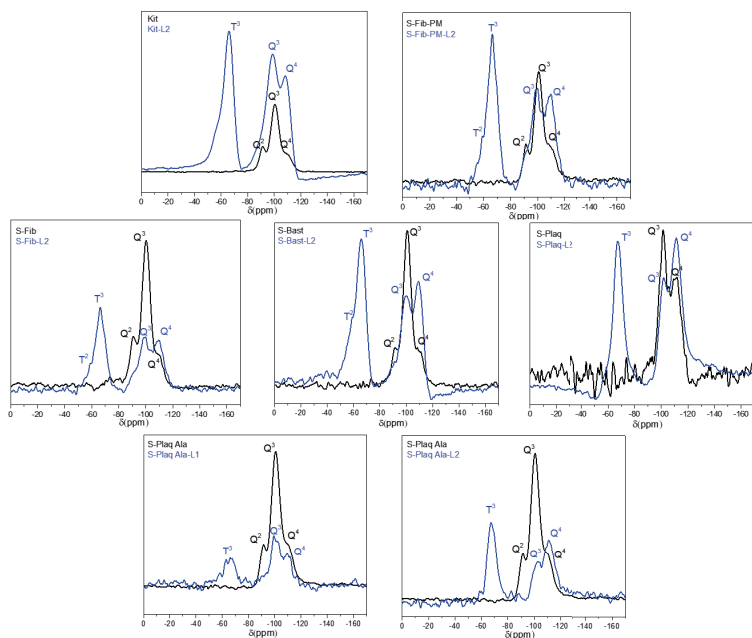 Kit
Kit-L2
T³
Q³
Q⁴
Q³
Q²
Q⁴
0 -20 -40 -60 -80 -100 -120 -140 -160
δ(ppm)
S-Fib-PM
S-Fib-PM-L2
T³
Q³
Q³
Q⁴
T²
Q²
Q⁴
0 -20 -40 -60 -80 -100 -120 -140 -160
δ(ppm)
S-Fib
S-Fib-L2
Q³
T³
Q²
Q³
Q⁴
T²
Q⁴
0 -20 -40 -60 -80 -100 -120 -140 -160
δ(ppm)
S-Bast
S-Bast-L2
T³
Q³
Q⁴
Q³
T²
Q²
Q⁴
0 -20 -40 -60 -80 -100 -120 -140 -160
δ(ppm)
S-Plaq
S-Plaq-L2
T³
Q³
Q⁴
Q³
Q⁴
0 -20 -40 -60 -80 -100 -120 -140 -160
δ(ppm)
S-Plaq Ala
S-Plaq Ala-L1
Q³
Q²
Q⁴
Q³
T³
Q⁴
0 -20 -40 -60 -80 -100 -120 -140 -160
δ(ppm)
S-Plaq Ala
S-Plaq Ala-L2
Q³
T³
Q²
Q⁴
Q³
Q⁴
0 -20 -40 -60 -80 -100 -120 -140 -160
δ(ppm)